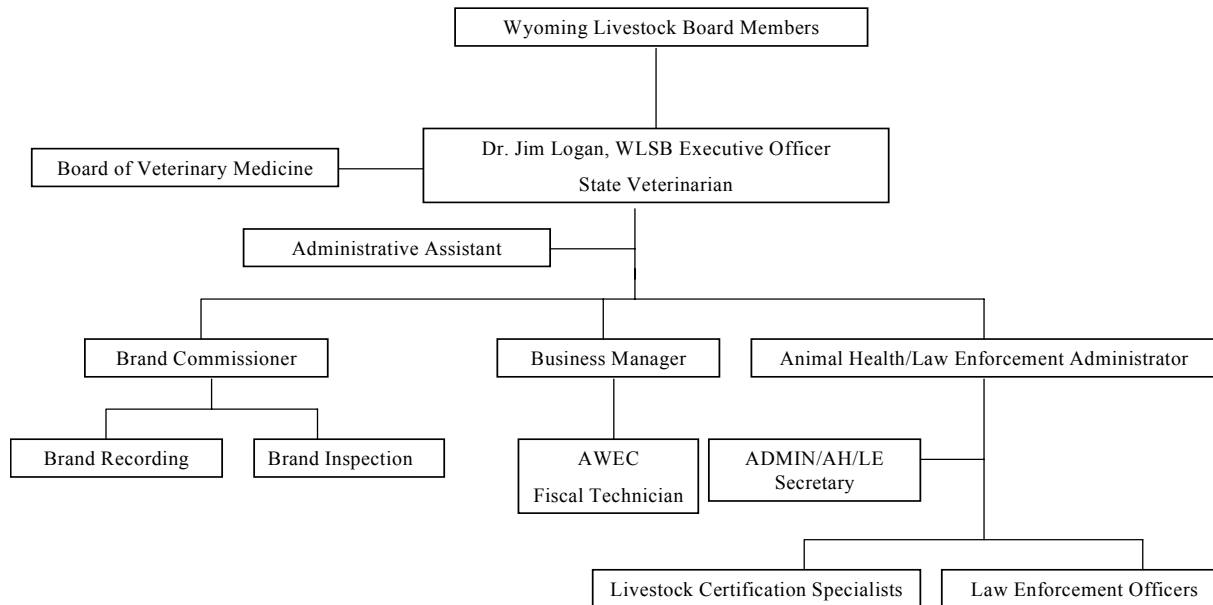 Wyoming Livestock Board Members
Dr. Jim Logan, WLSB Executive Officer
State Veterinarian
Board of Veterinary Medicine
Administrative Assistant
Brand Commissioner
Business Manager
Animal Health/Law Enforcement Administrator
Brand Recording
Brand Inspection
AWEC
Fiscal Technician
ADMIN/AH/LE
Secretary
Livestock Certification Specialists
Law Enforcement Officers